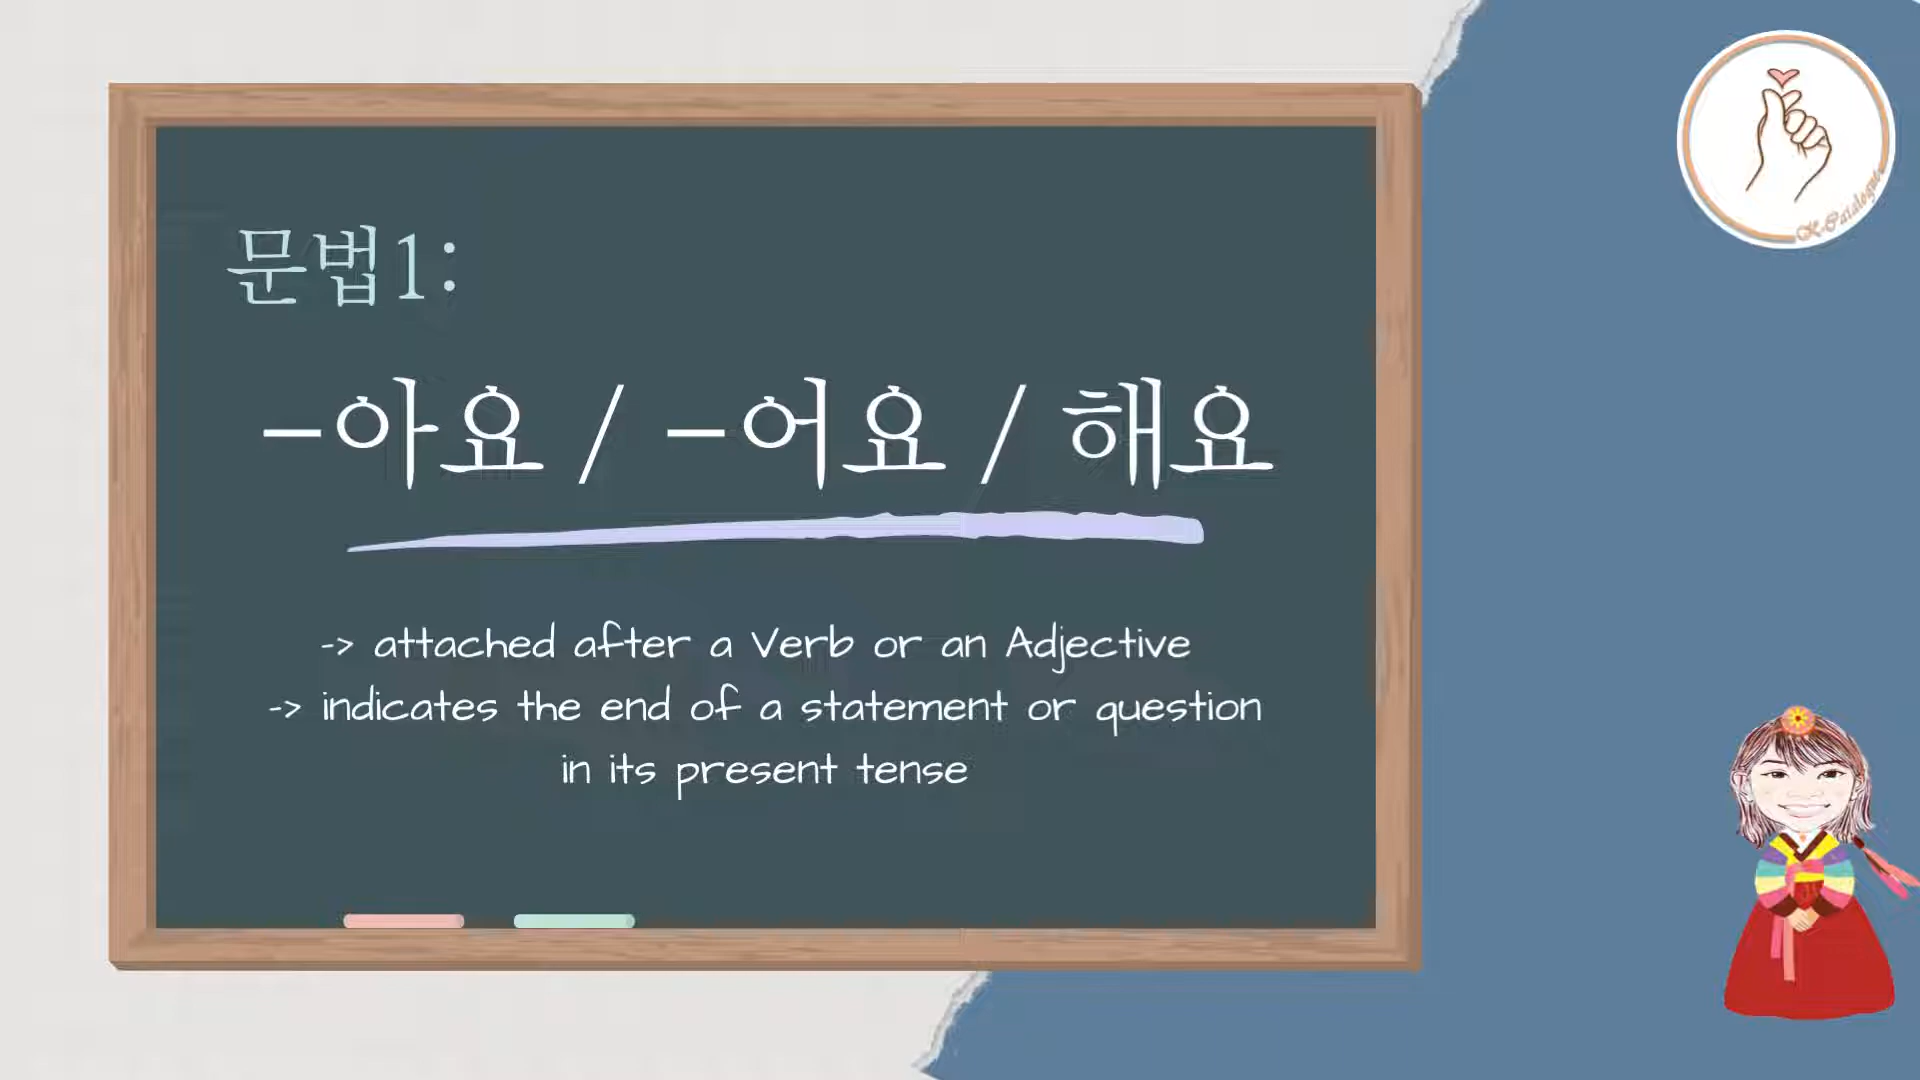 문법1:
-아요 / -어요 / 해요
-> attached after a Verb or an Adjective
-> indicates the end of a statement or question
in its present tense
K-Catalogue